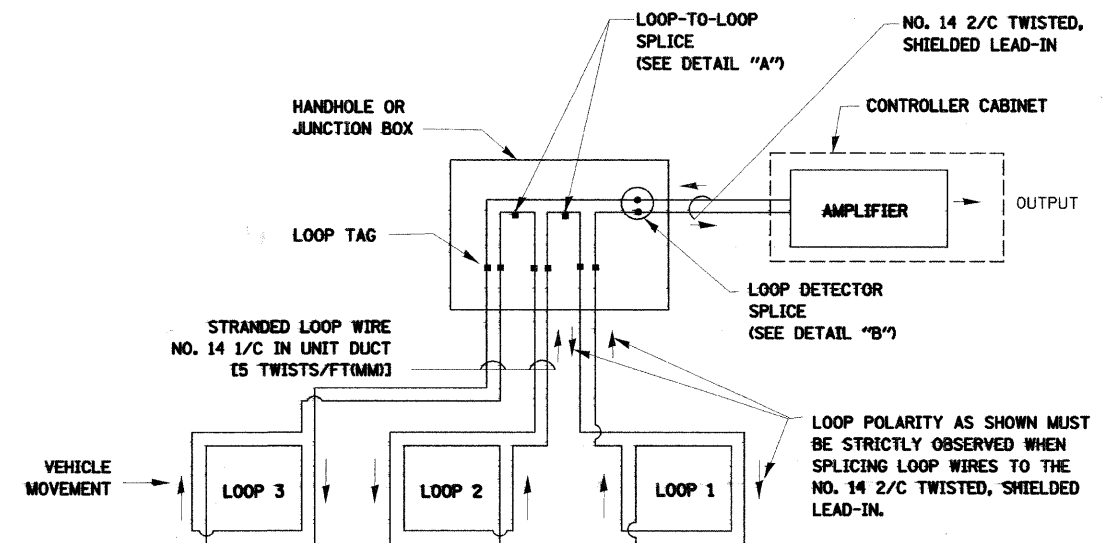 LOOP-TO-LOOP
SPLICE
(SEE DETAIL "A")
NO. 14 2/C TWISTED,
SHIELDED LEAD-IN
HANDHOLE OR
JUNCTION BOX
CONTROLLER CABINET
AMPLIFIER
OUTPUT
LOOP TAG
LOOP DETECTOR
SPLICE
(SEE DETAIL "B")
STRANDED LOOP WIRE
NO. 14 1/C IN UNIT DUCT
[5 TWISTS/FT(MM)]
LOOP POLARITY AS SHOWN MUST
BE STRICTLY OBSERVED WHEN
SPLICING LOOP WIRES TO THE
NO. 14 2/C TWISTED, SHIELDED
LEAD-IN.
VEHICLE
MOVEMENT
LOOP 3
LOOP 2
LOOP 1